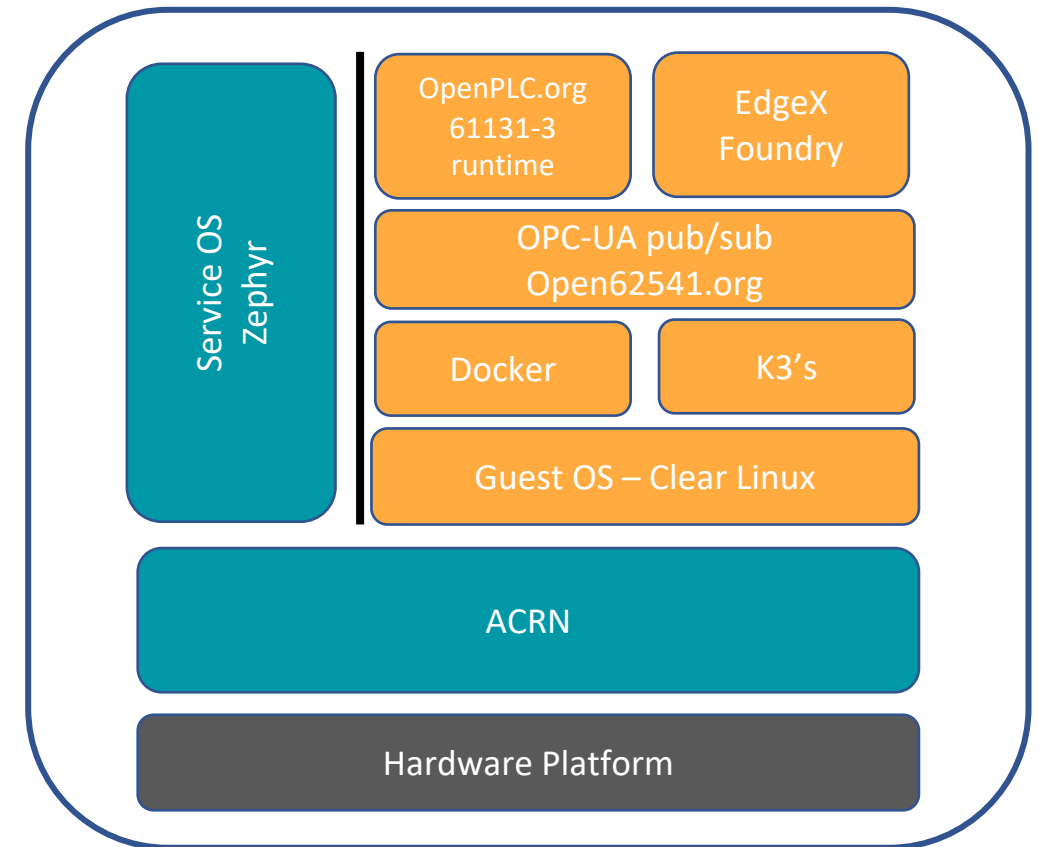 Service OS
Zephyr
OpenPLC.org
61131-3
runtime
EdgeX
Foundry
OPC-UA pub/sub
Open62541.org
Docker
K3’s
Guest OS – Clear Linux
ACRN
Hardware Platform